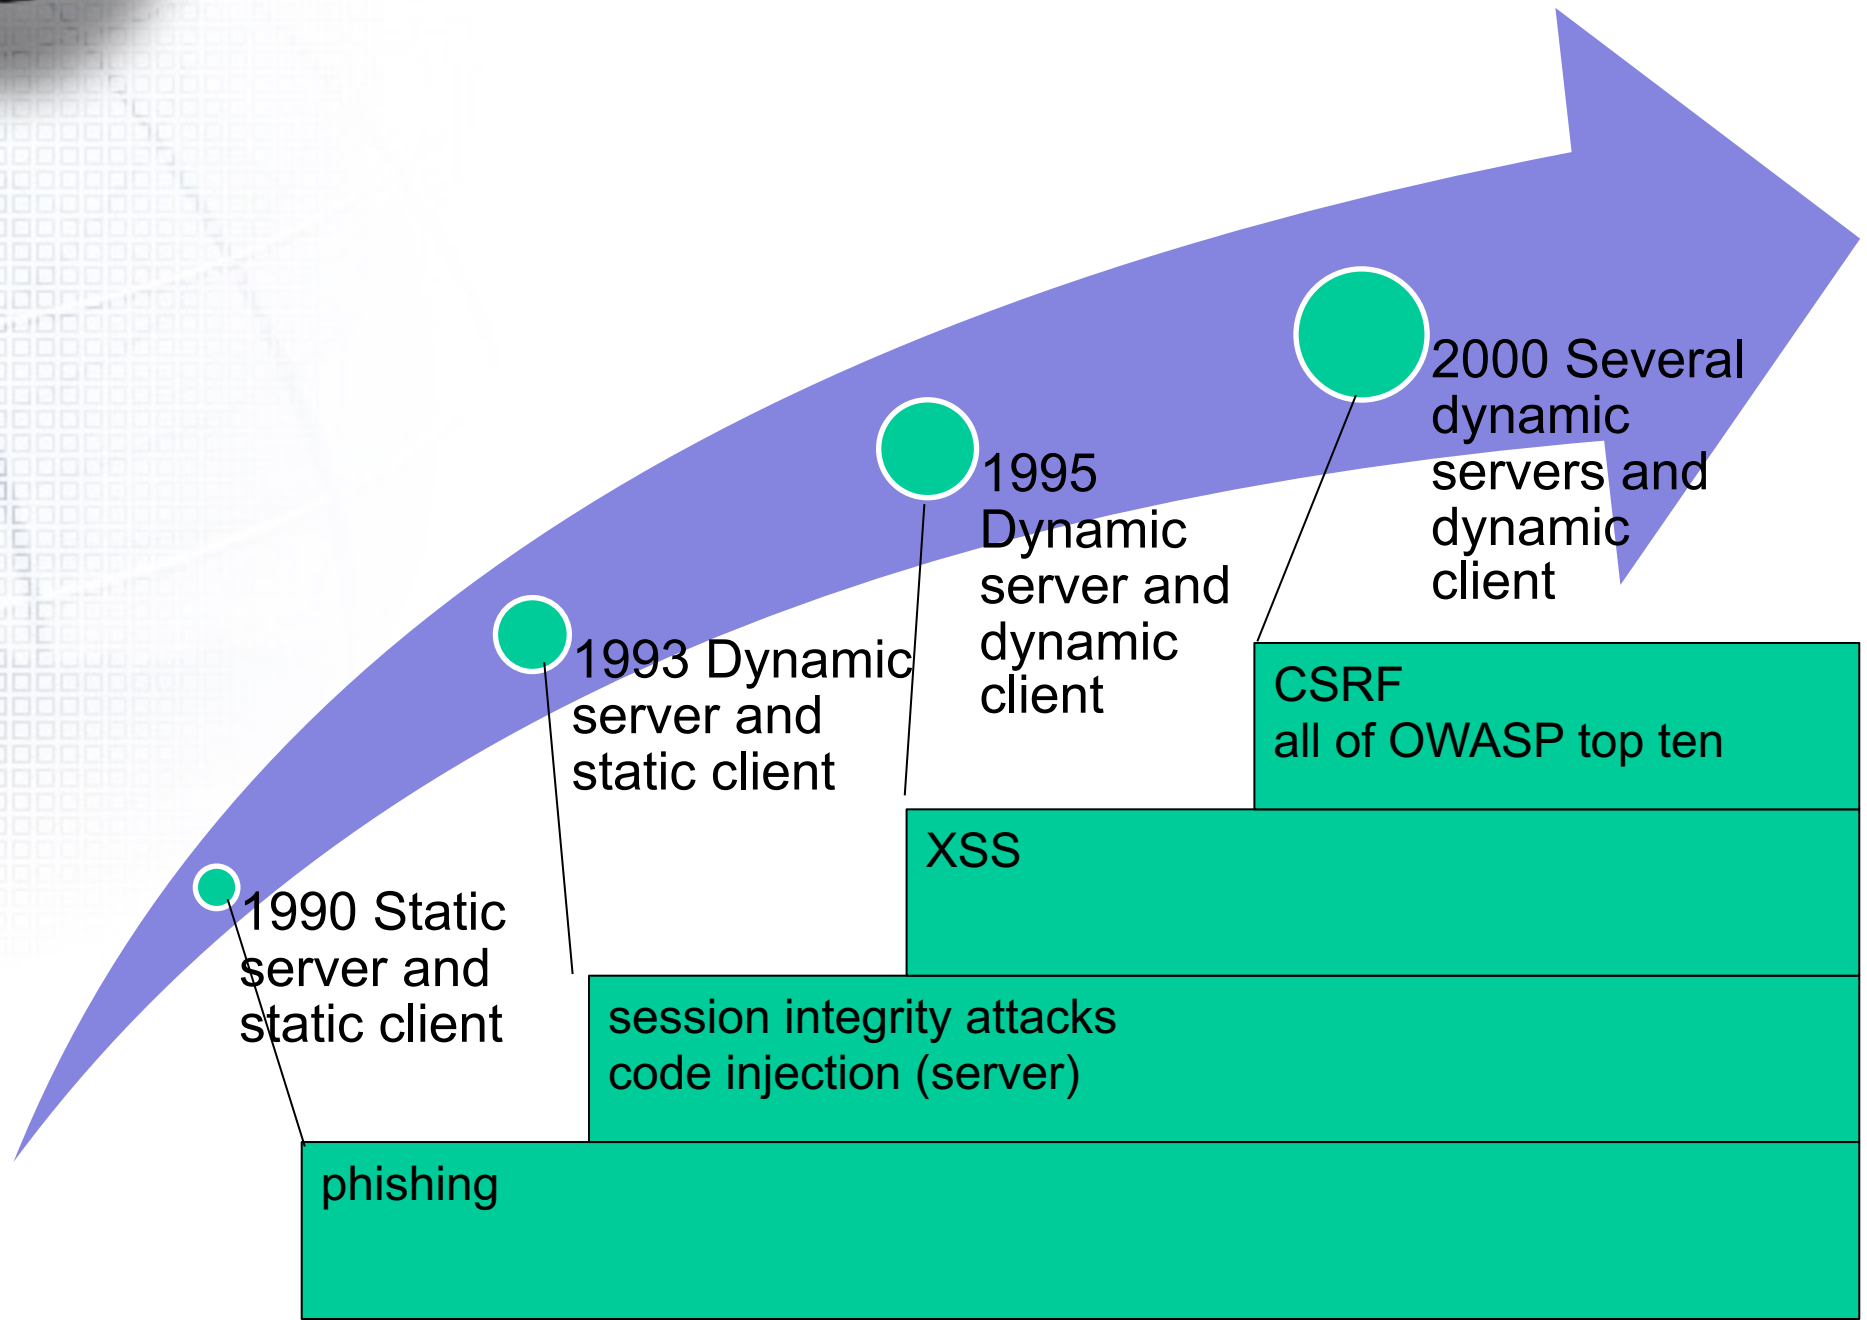 2000 Several
dynamic
servers and
dynamic
client
1995
Dynamic
server and
dynamic
client
1993 Dynamic
server and
static client
1990 Static
server and
static client
CSRF
all of OWASP top ten
XSS
session integrity attacks
code injection (server)
phishing